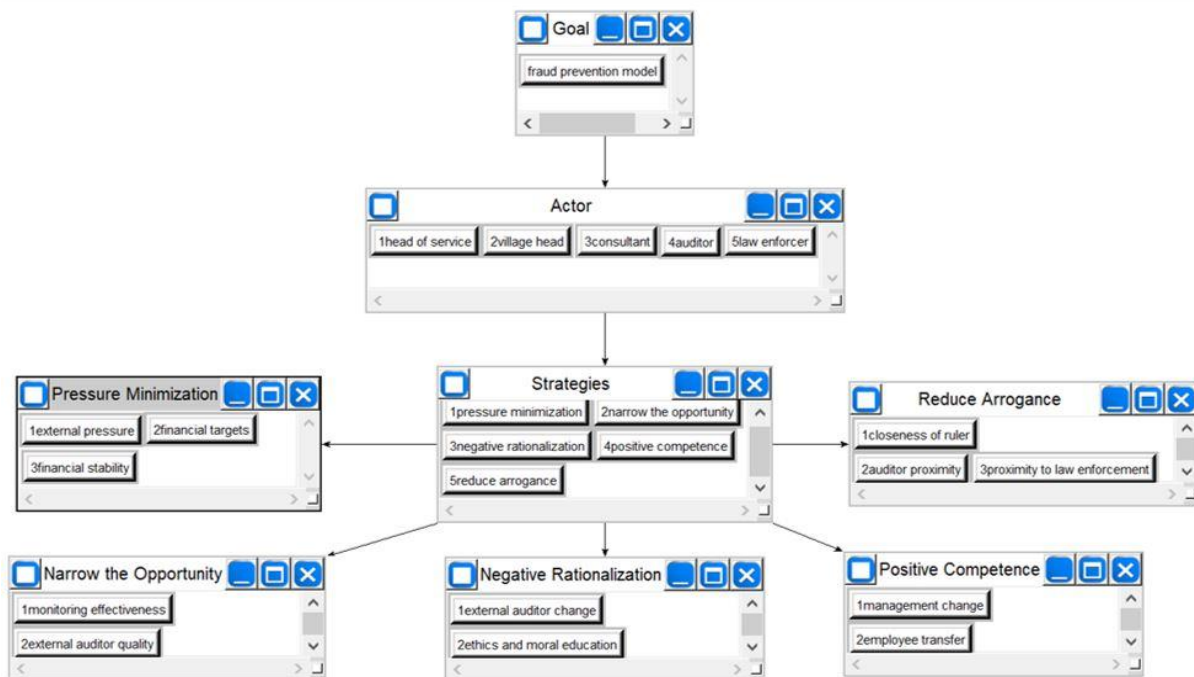 Goal
fraud prevention model
Actor
1head of service 2village head 3consultant 4auditor 5law enforcer
Pressure Minimization
1external pressure 2financial targets
3financial stability
Strategies
1pressure minimization 2narrow the opportunity
3negative rationalization 4positive competence
5reduce arrogance
Reduce Arrogance
1closeness of ruler
2auditor proximity 3proximity to law enforcement
Narrow the Opportunity
1monitoring effectiveness
2external auditor quality
Negative Rationalization
1external auditor change
2ethics and moral education
Positive Competence
1management change
2employee transfer